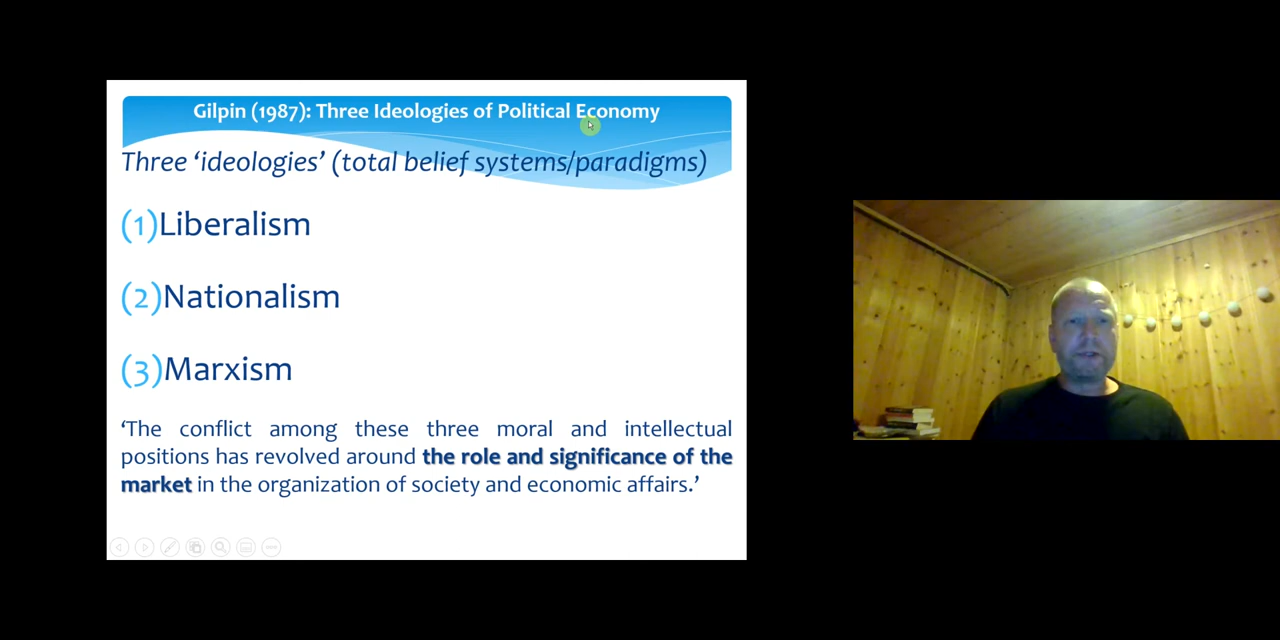 Gilpin (1987): Three Ideologies of Political Economy
Three ‘ideologies’ (total belief systems/paradigms)
(1)Liberalism
(2)Nationalism
(3)Marxism
‘The conflict among these three moral and intellectual
positions has revolved around the role and significance of the
market in the organization of society and economic affairs.’